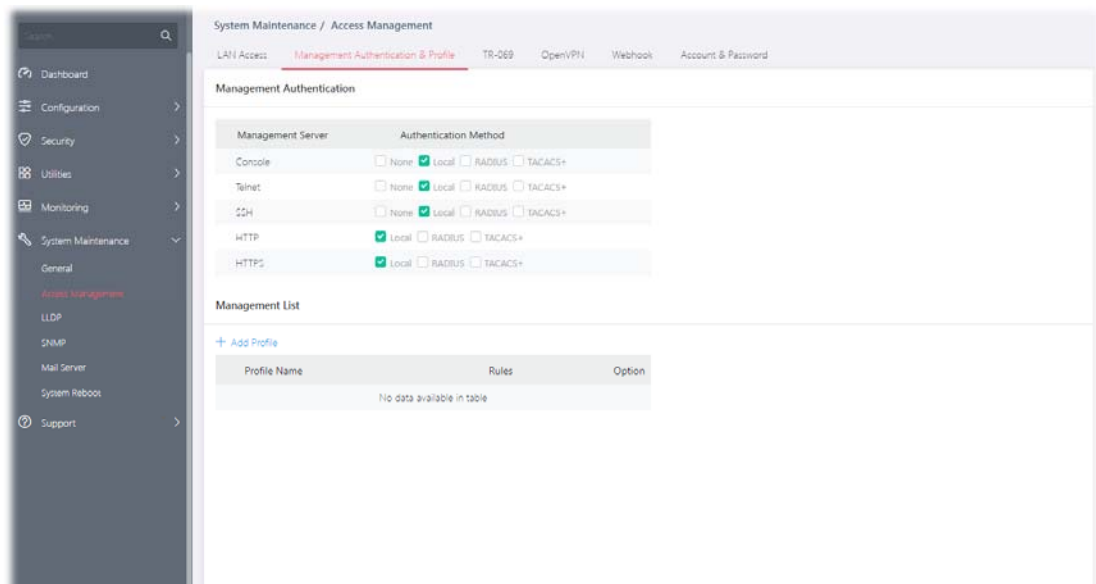 Search
Dashboard
Configuration
Security
Utilities
Monitoring
System Maintenance
General
Access Management
LLDP
SNMP
Mail Server
System Reboot
Support
System Maintenance / Access Management
LAN Access Management Authentication & Profile TR-069 OpenVPN Webhook Account & Password
Management Authentication
Management Server Authentication Method
Console None Local RADIUS TACACS+
Telnet None Local RADIUS TACACS+
SSH None Local RADIUS TACACS+
HTTP Local RADIUS TACACS+
HTTPS Local RADIUS TACACS+
Management List
+ Add Profile
Profile Name Rules Option
No data available in table